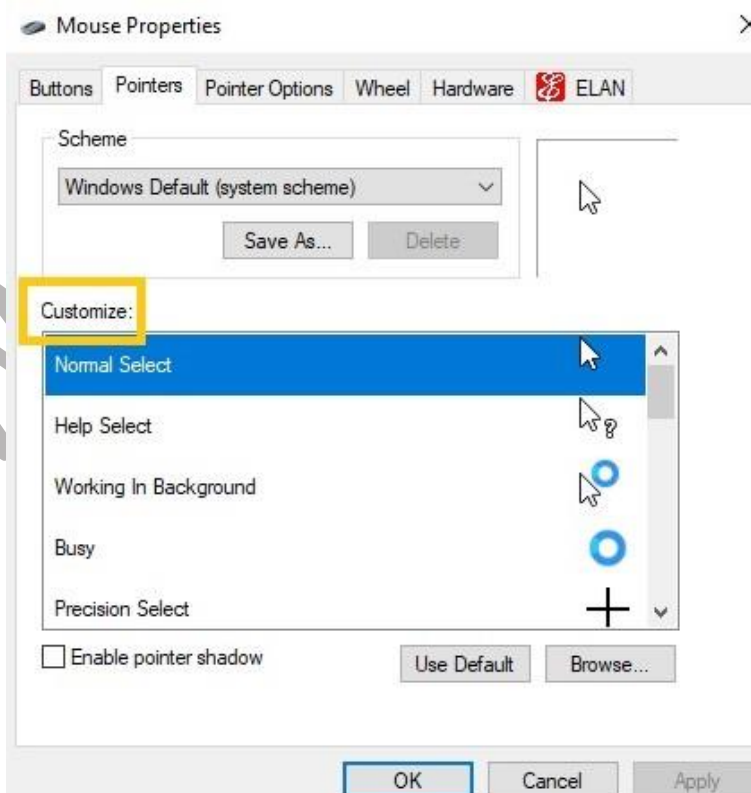 Mouse Properties
Buttons Pointers Pointer Options Wheel Hardware ELAN
Scheme
Windows Default (system scheme)
Save As... Delete
Customize:
Normal Select
Help Select
Working In Background
Busy
Precision Select
Enable pointer shadow Use Default Browse...
OK Cancel Apply